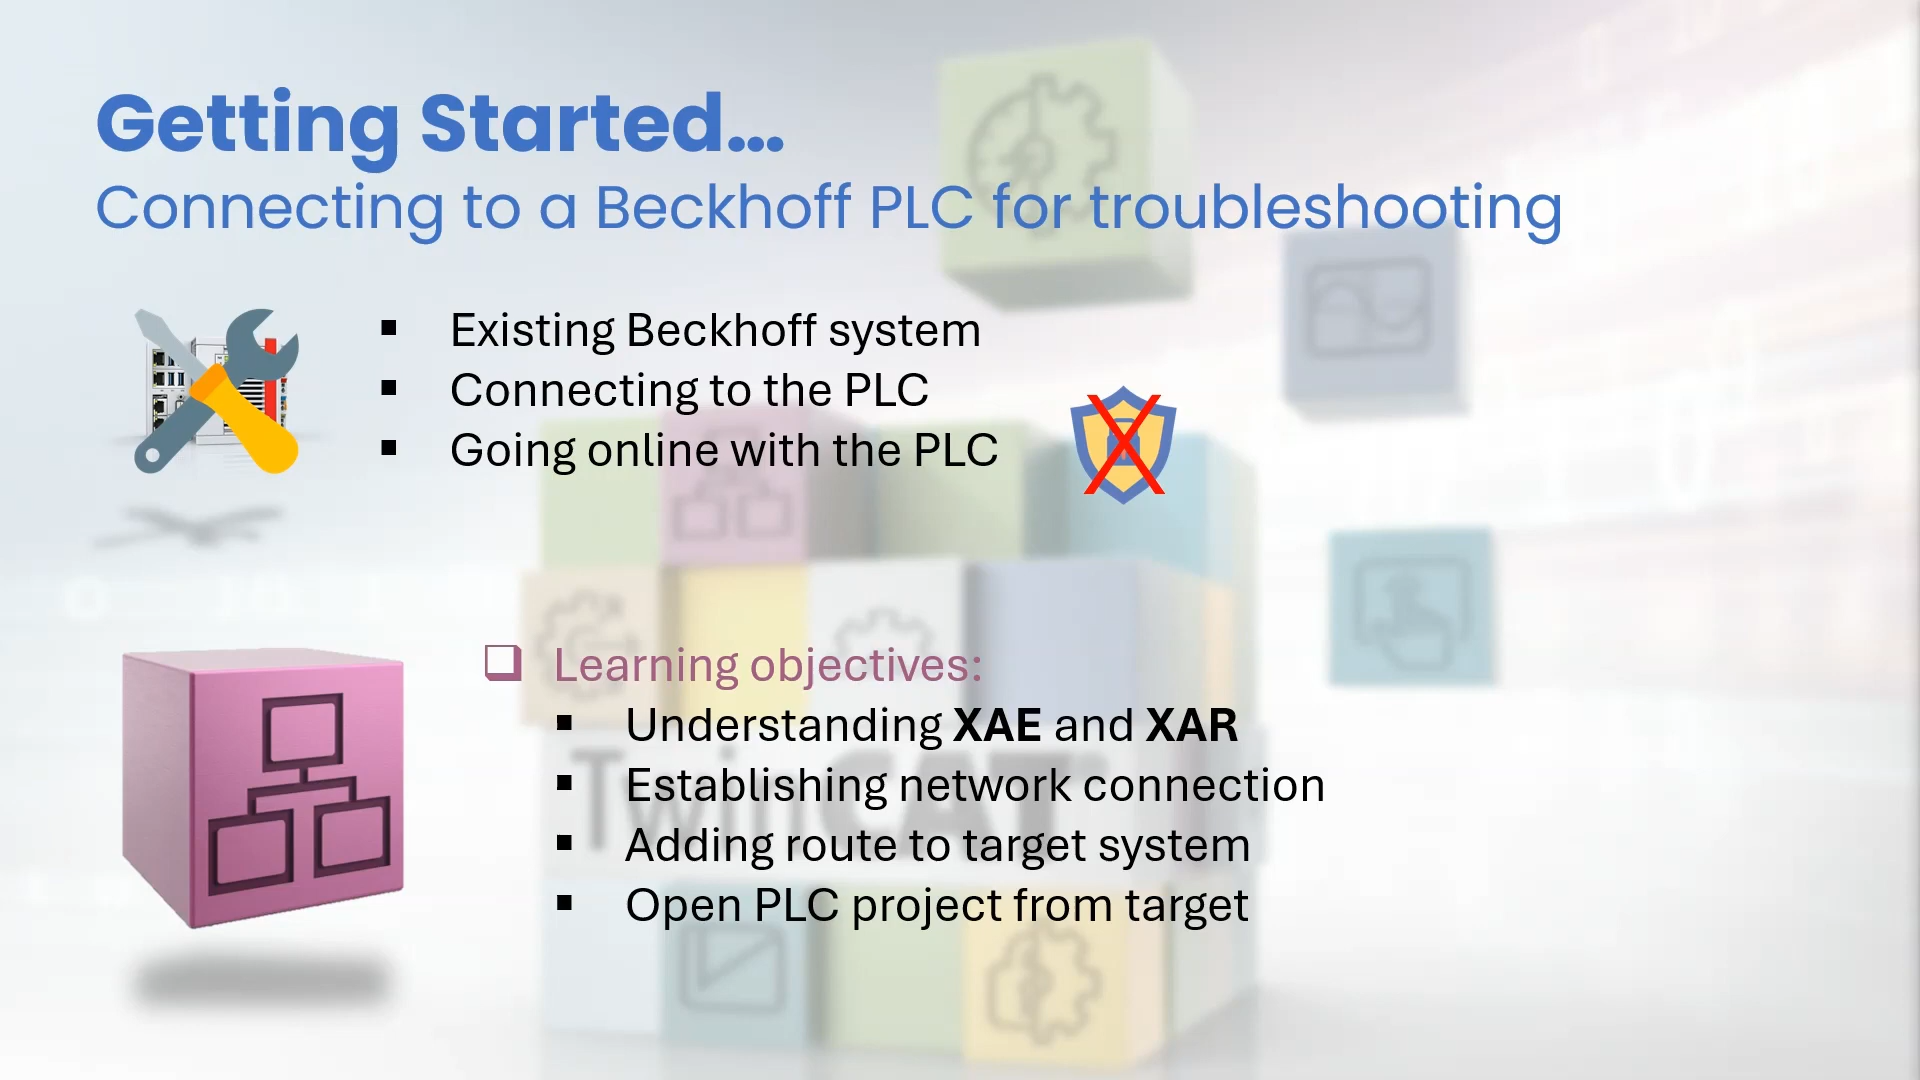 Getting Started...
Connecting to a Beckhoff PLC for troubleshooting
▪ Existing Beckhoff system
▪ Connecting to the PLC
▪ Going online with the PLC
❑ Learning objectives:
▪ Understanding XAE and XAR
▪ Establishing network connection
▪ Adding route to target system
▪ Open PLC project from target
TwinCAT